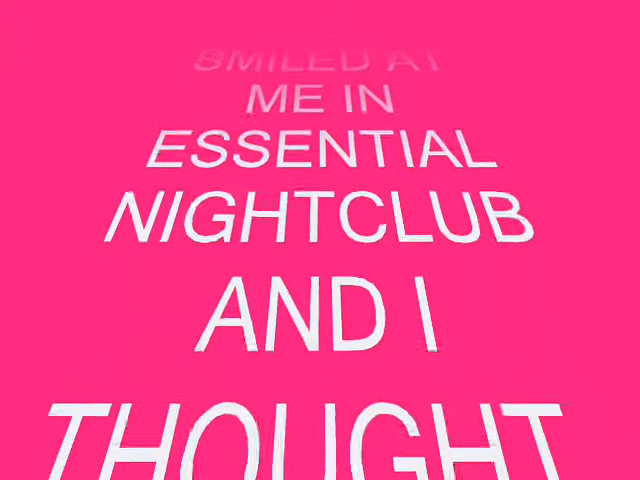 SMILED AT
ME IN
ESSENTIAL
NIGHTCLUB
AND I
THOUGHT